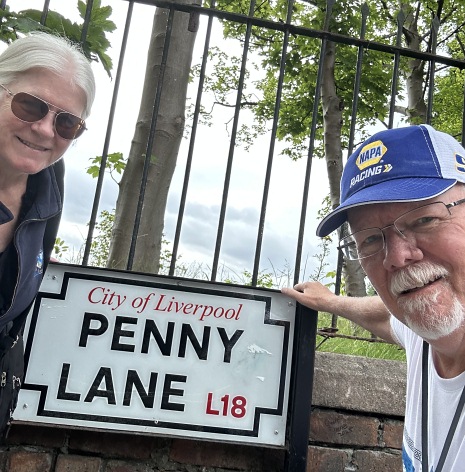 NAPA
RACING
City of Liverpool
PENNY
LANE L18